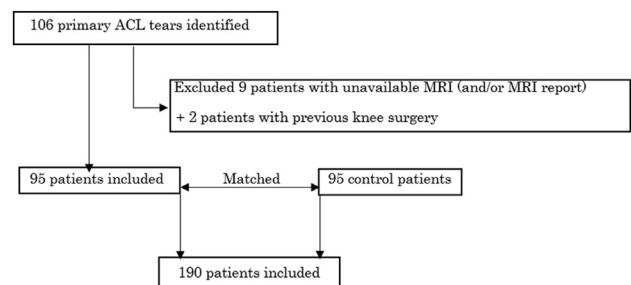 106 primary ACL tears identified
Excluded 9 patients with unavailable MRI (and/or MRI report)
+ 2 patients with previous knee surgery
95 patients included
Matched
95 control patients
190 patients included